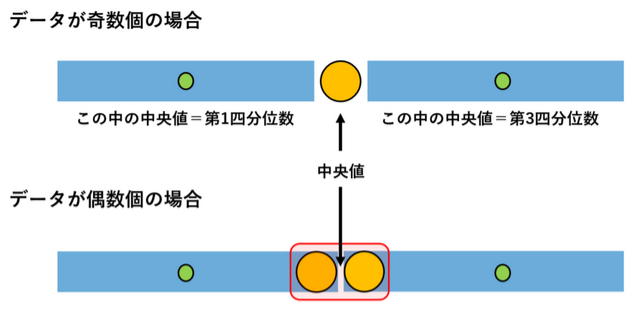 データが奇数個の場合
この中の中央値＝第1四分位数
この中の中央値＝第3四分位数
中央値
データが偶数個の場合